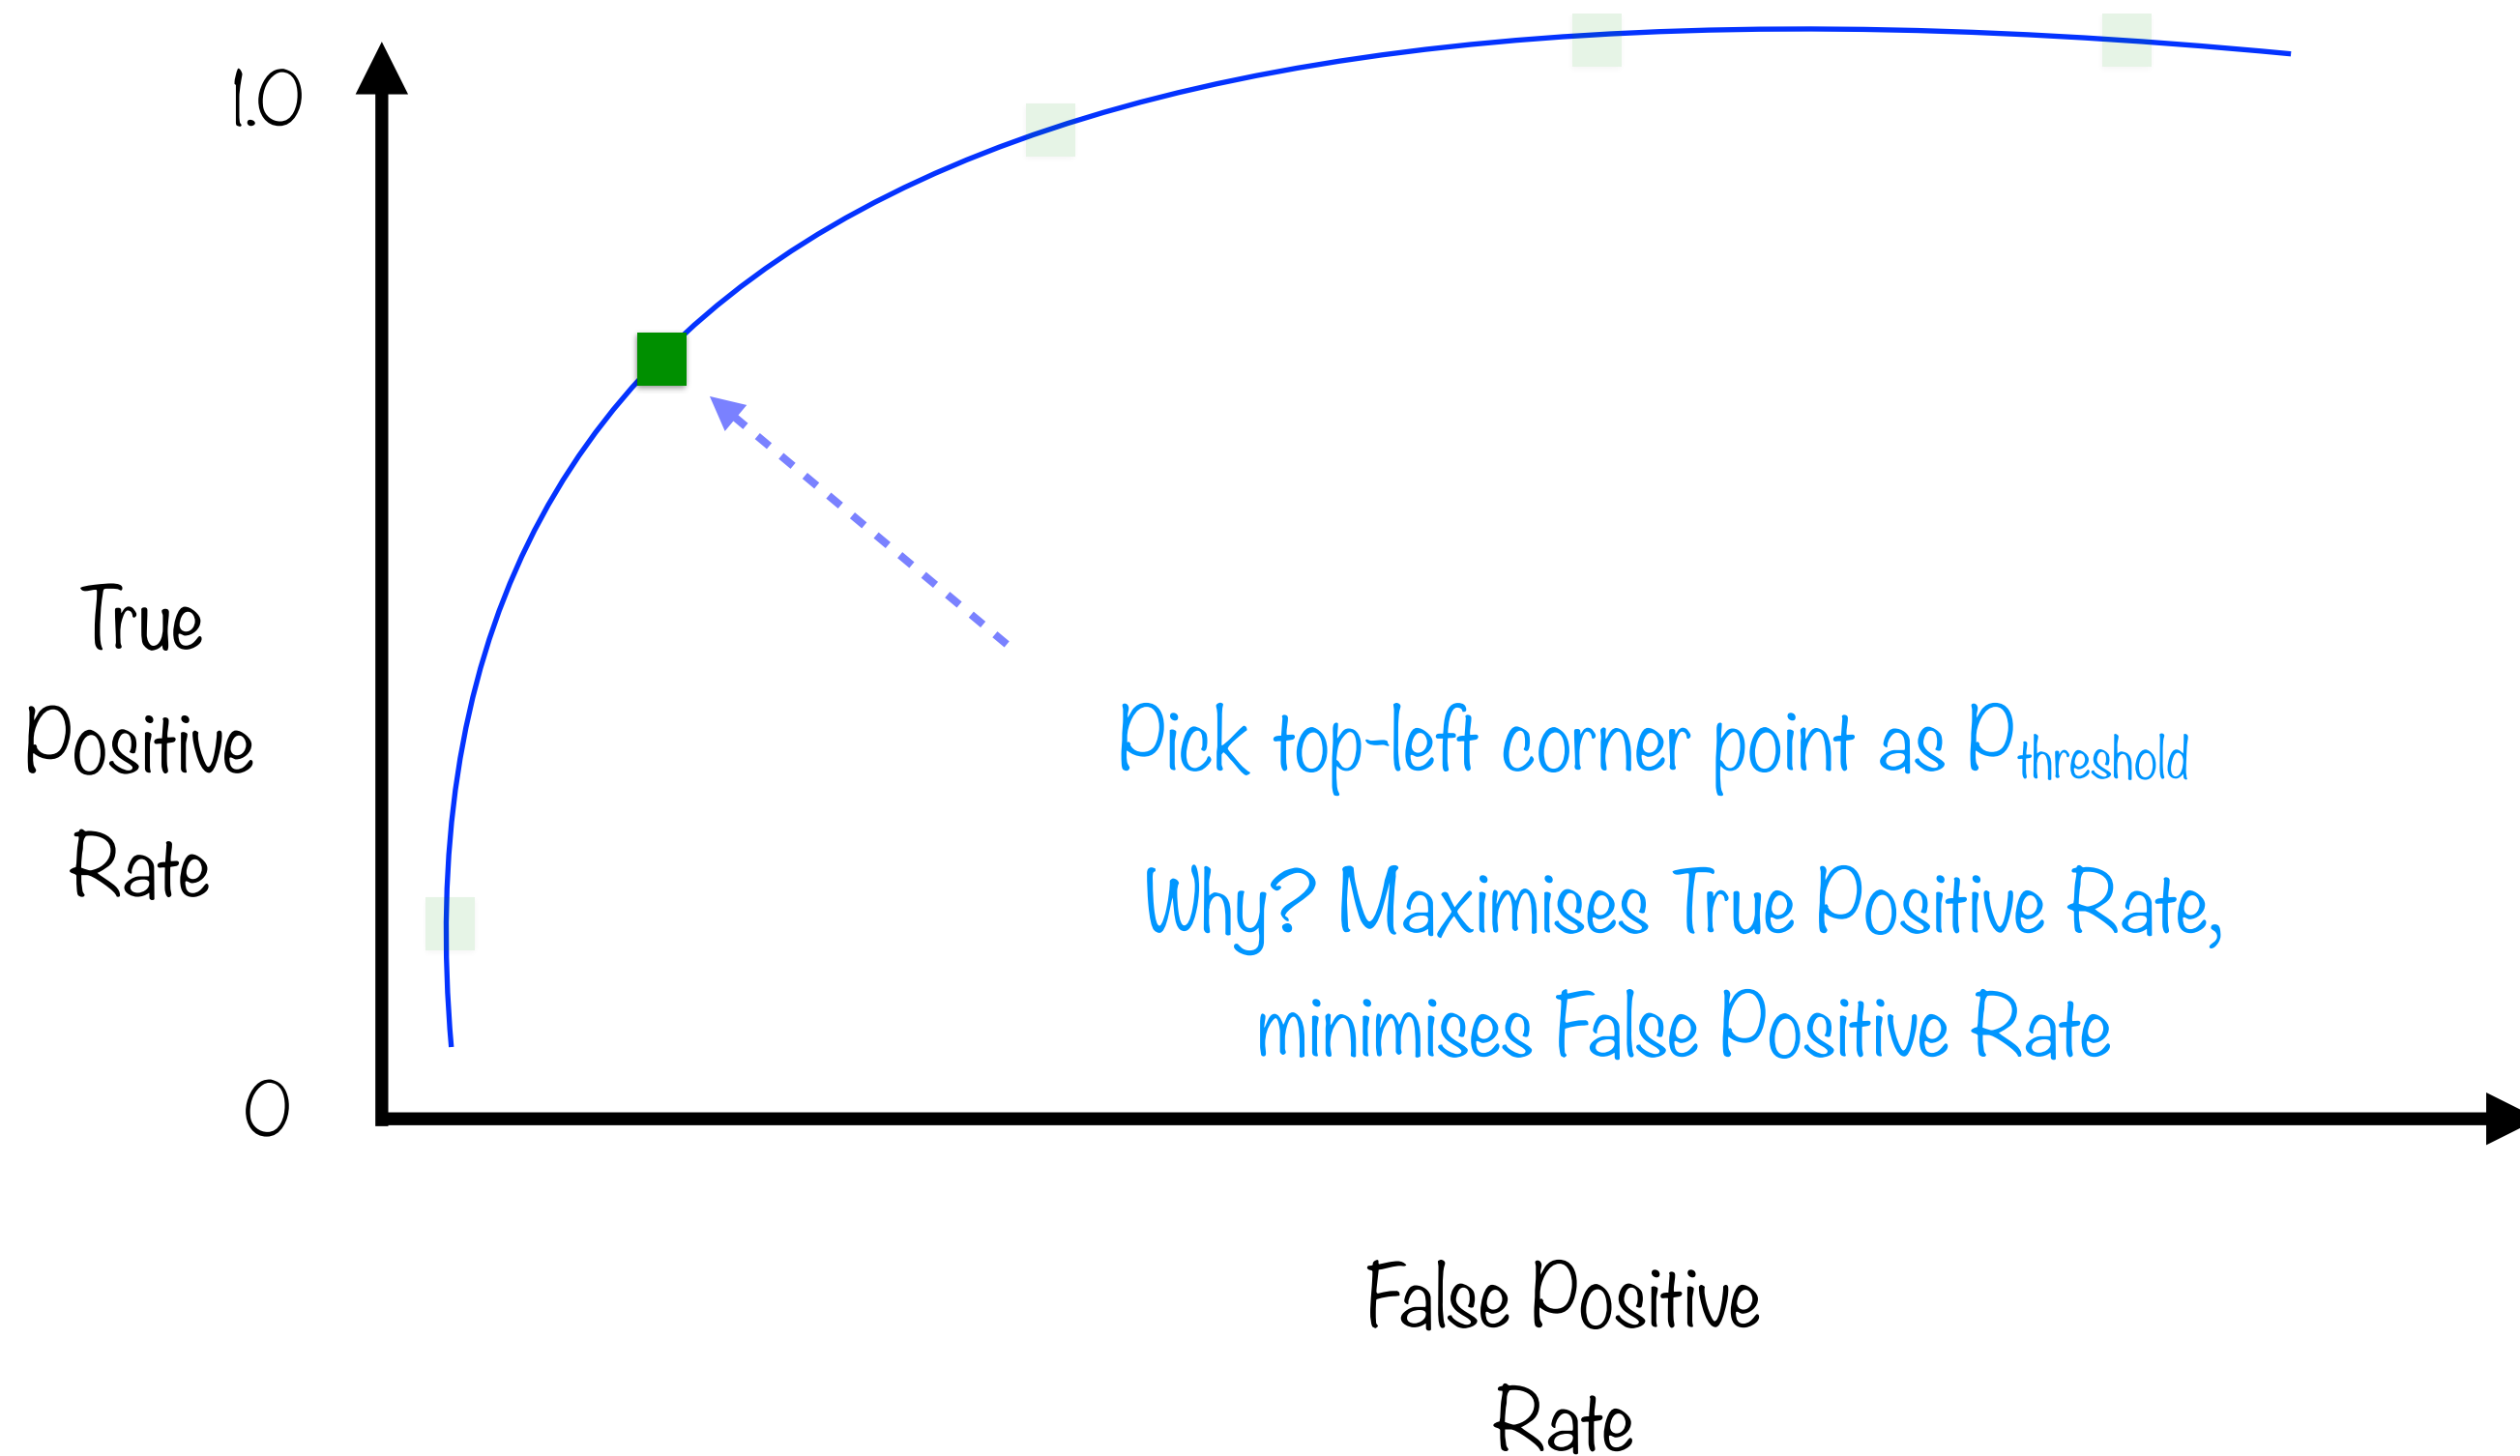 1.0
True
Positive
Rate
Pick top-left corner point as Pthreshold
Why? Maximises True Positive Rate,
minimises False Positive Rate
0
False Positive
Rate